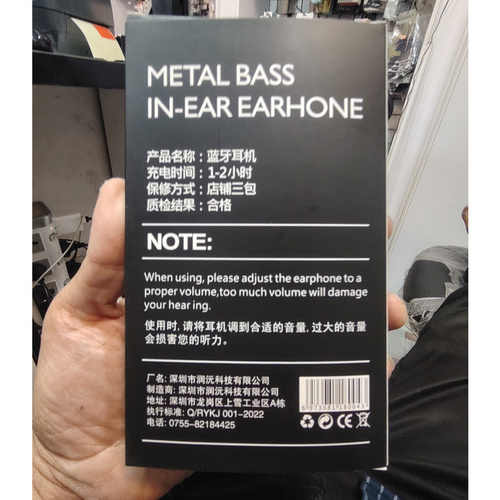 METAL BASS
IN-EAR EARHONE
产品名称：蓝牙耳机
充电时间：1-2小时
保修方式：店铺三包
质检结果：合格
NOTE:
When using, please adjust the earphone to a
proper volume,too much volume will damage
your hear ing.
使用时, 请将耳机调到合适的音量, 过大的音量
会损害您的听力。
厂名: 深圳市润沅科技有限公司
制造商: 深圳市润沅科技有限公司
地址: 深圳市龙岗区上雪工业区A栋
执行标准: Q/RYKJ 001-2022
电话: 0755-82184425
6 973081 180043
CE